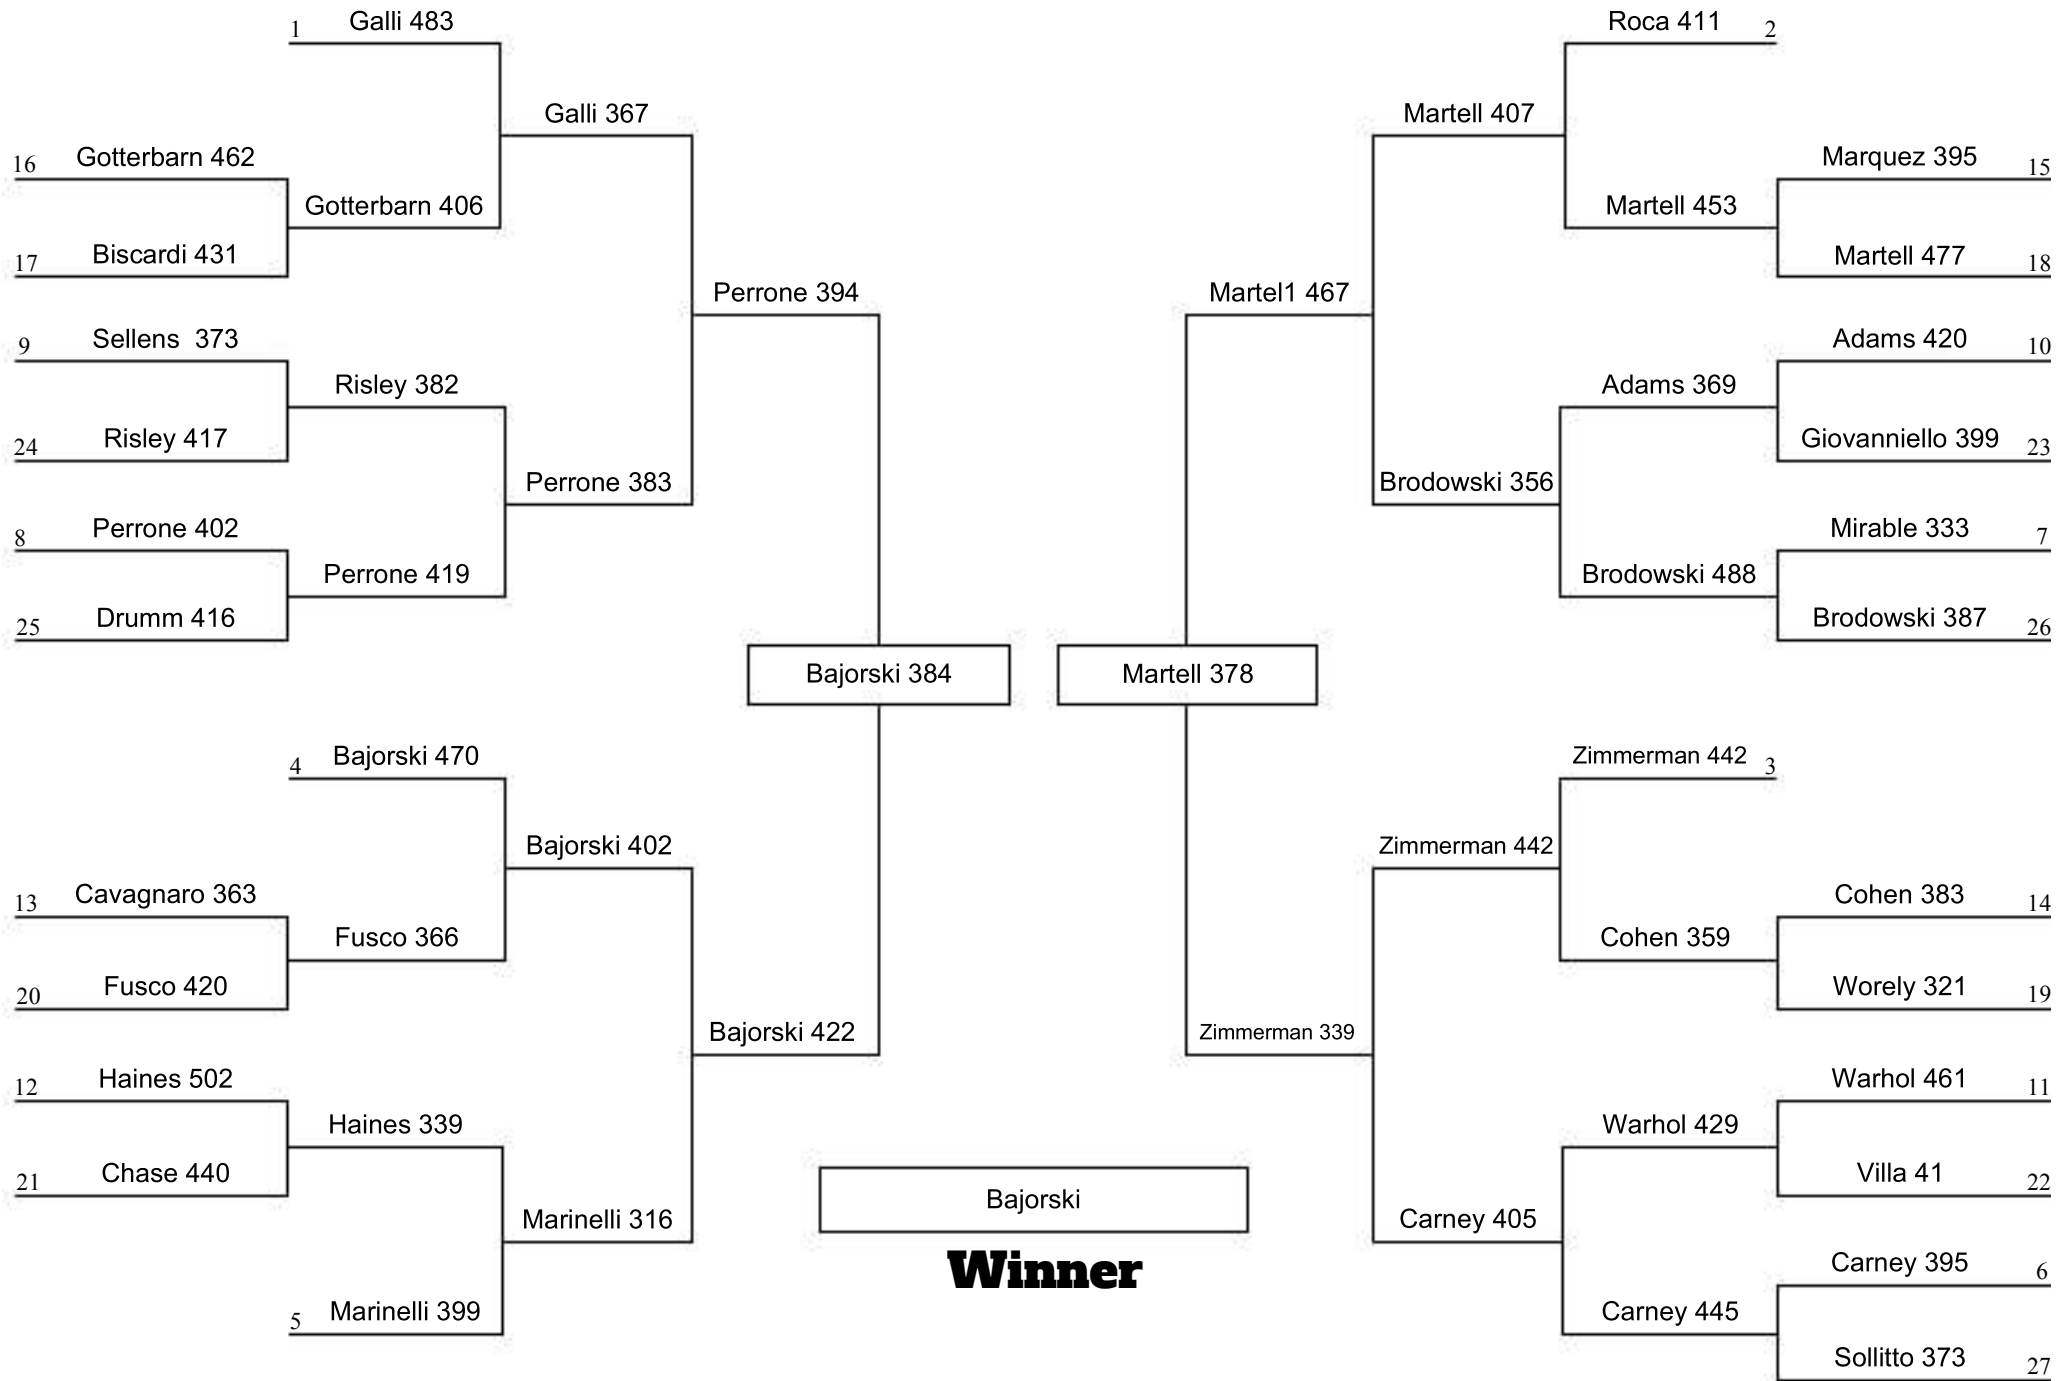 1 Galli 483
Roca 411 2
Galli 367
Martell 407
16 Gotterbarn 462
Marquez 395 15
Gotterbarn 406
Martell 453
17 Biscardi 431
Martell 477 18
Perrone 394
Martel1 467
9 Sellens 373
Adams 420 10
Risley 382
Adams 369
24 Risley 417
Giovanniello 399 23
Perrone 383
Brodowski 356
8 Perrone 402
Mirable 333 7
Perrone 419
Brodowski 488
25 Drumm 416
Brodowski 387 26
Bajorski 384
Martell 378
4 Bajorski 470
Zimmerman 442 3
Bajorski 402
Zimmerman 442
13 Cavagnaro 363
Cohen 383 14
Fusco 366
Cohen 359
20 Fusco 420
Worely 321 19
Bajorski 422
Zimmerman 339
12 Haines 502
Warhol 461 11
Haines 339
Warhol 429
21 Chase 440
Villa 41 22
Marinelli 316
Bajorski
Carney 405
Winner
Carney 395 6
5 Marinelli 399
Carney 445
Sollitto 373 27